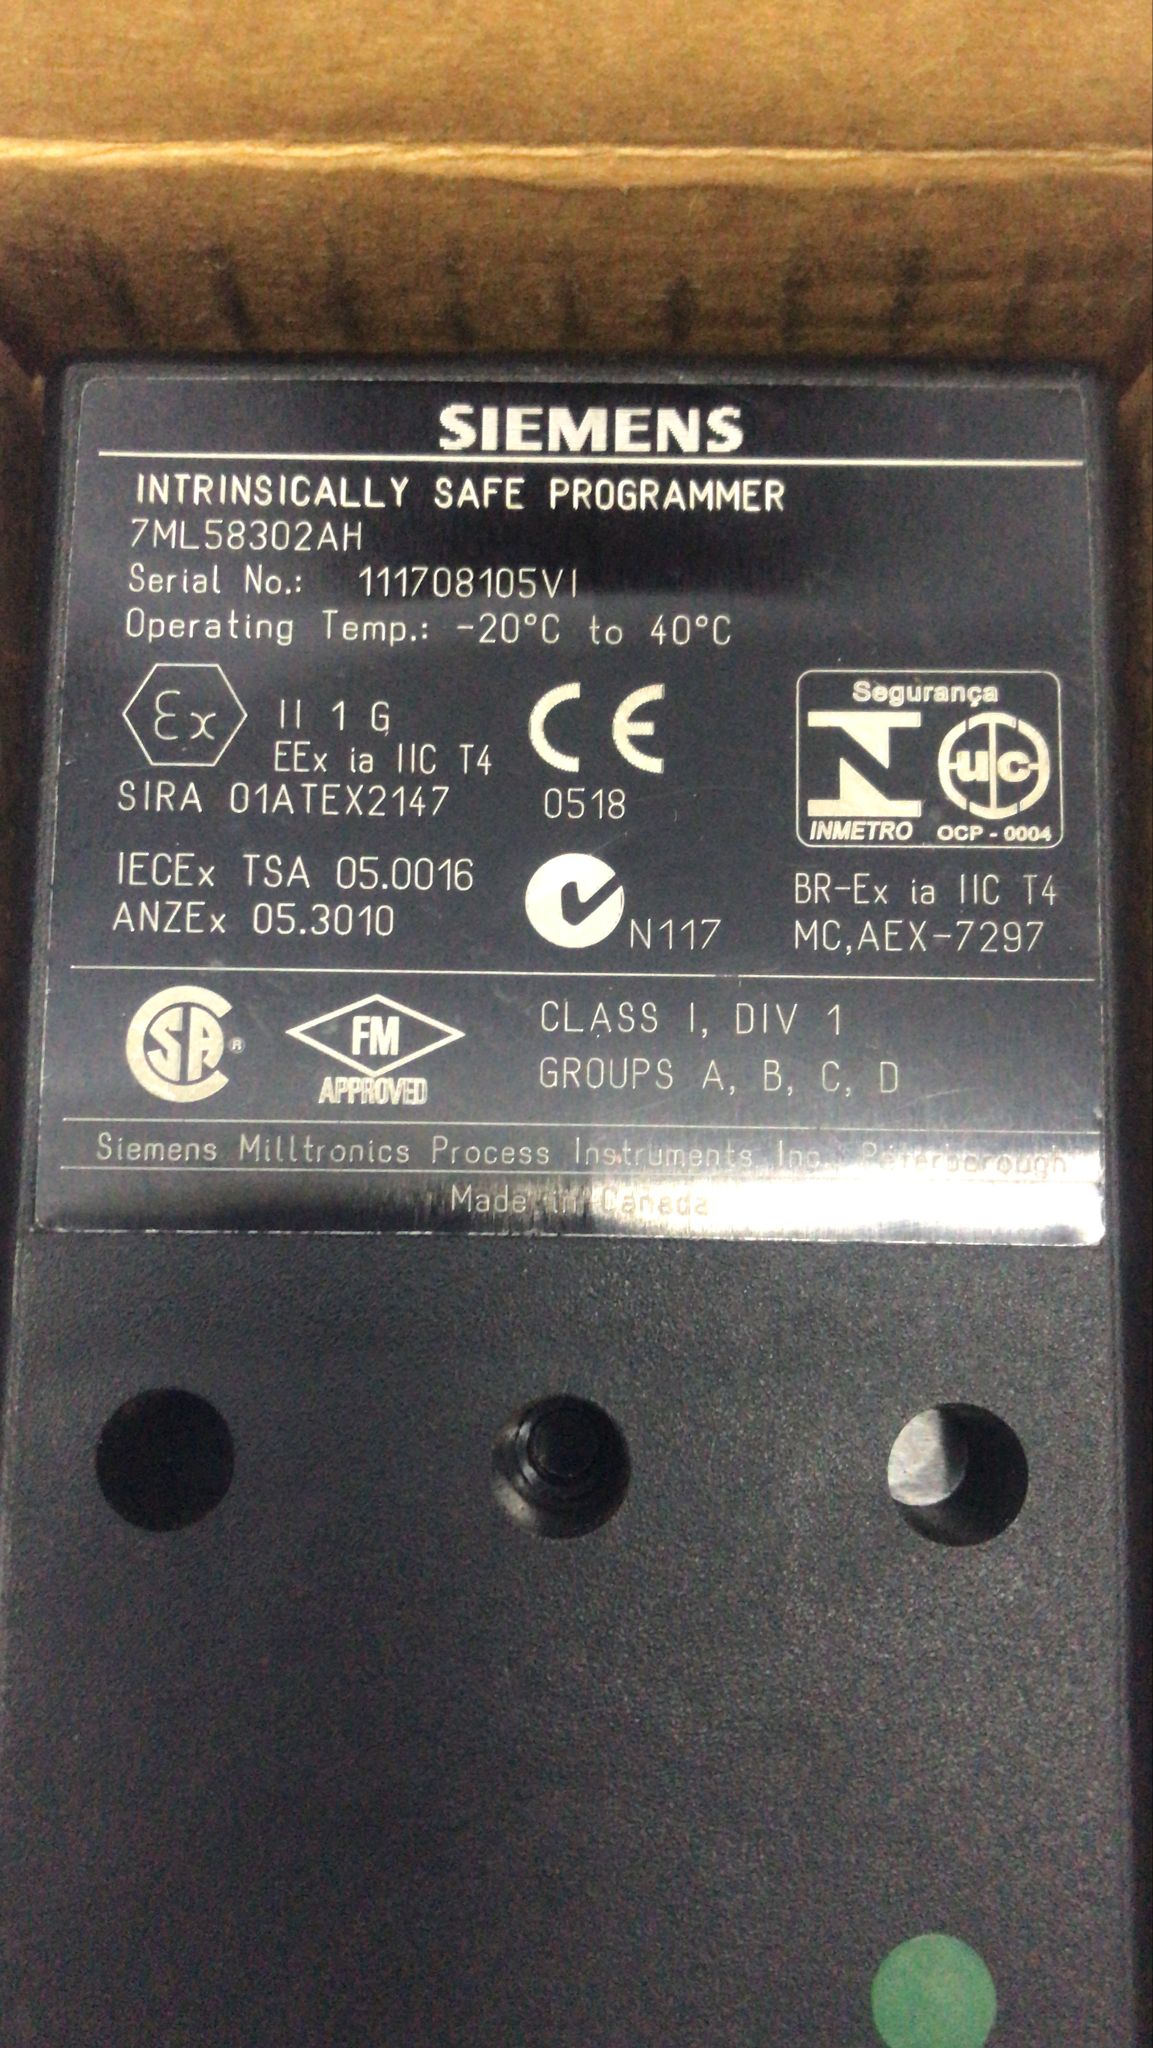 SIEMENS
INTRINSICALLY SAFE PROGRAMMER
7ML58302AH
Serial No.: 111708105VI
Operating Temp.: -20°C to 40°C
Ex II 1 G
EEx ia IIC T4
SIRA 01ATEX2147
CE
0518
Segurança
INMETRO
UC
OCP - 0004
IECEx TSA 05.0016
ANZEx 05.3010
N117
BR-Ex ia IIC T4
MC,AEX-7297
CSA®
FM
APPROVED
CLASS I, DIV 1
GROUPS A, B, C, D
Siemens Milltronics Process Instruments Inc., Peterborough
Made in Canada